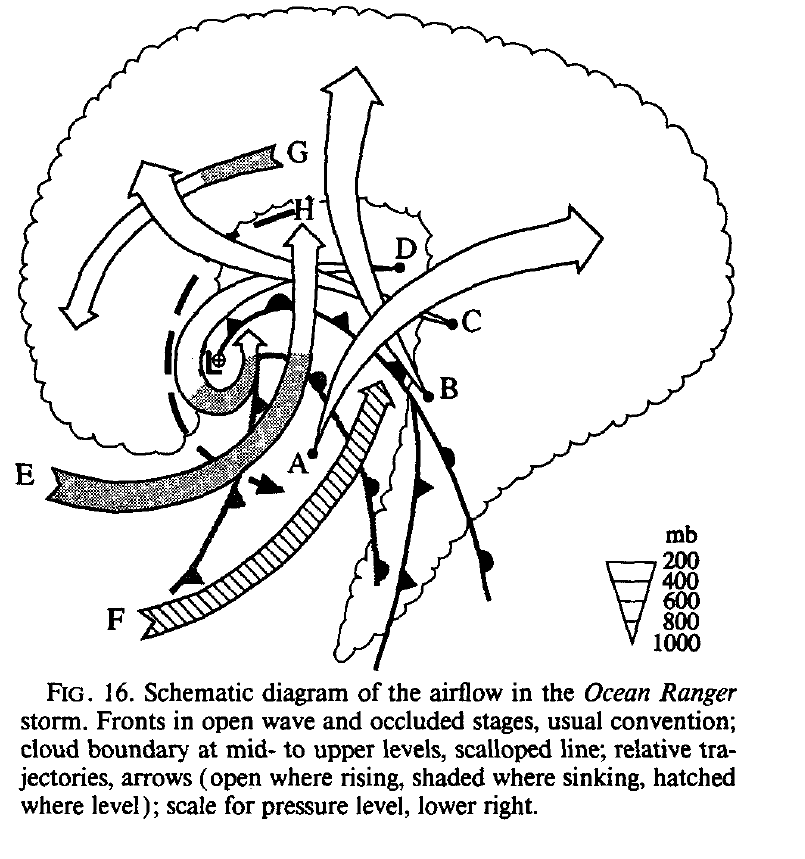 G
H
D
C
L
B
A
E
F
mb
200
400
600
800
1000
FIG. 16. Schematic diagram of the airflow in the Ocean Ranger
storm. Fronts in open wave and occluded stages, usual convention;
cloud boundary at mid- to upper levels, scalloped line; relative tra-
jectories, arrows (open where rising, shaded where sinking, hatched
where level); scale for pressure level, lower right.